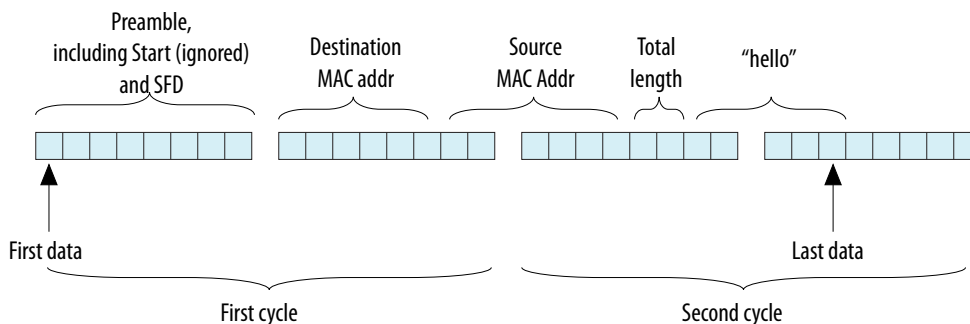 Preamble,
including Start (ignored)
and SFD
Destination
MAC addr
Source
MAC Addr
Total
length
“hello”
First data
Last data
First cycle
Second cycle